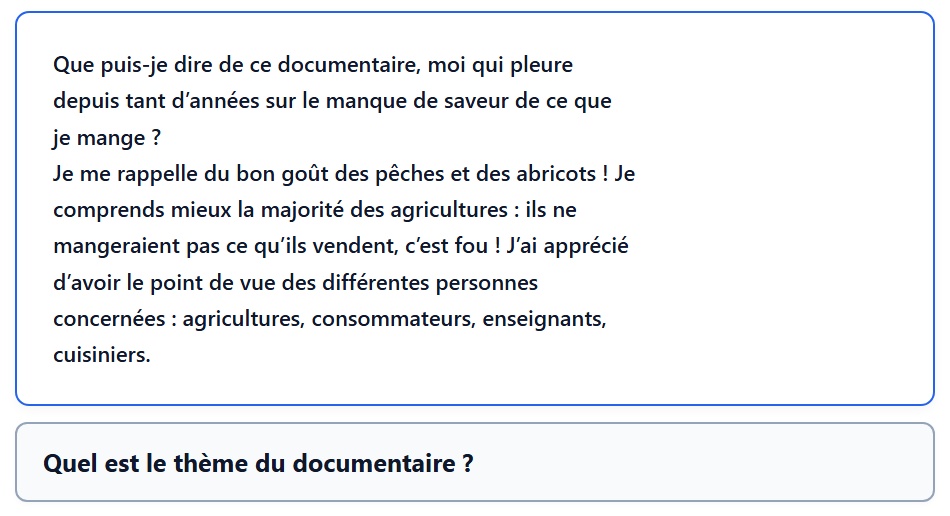 Que puis-je dire de ce documentaire, moi qui pleure
depuis tant d’années sur le manque de saveur de ce que
je mange ?
Je me rappelle du bon goût des pêches et des abricots ! Je
comprends mieux la majorité des agricultures : ils ne
mangeraient pas ce qu’ils vendent, c’est fou ! J’ai apprécié
d’avoir le point de vue des différentes personnes
concernées : agricultures, consommateurs, enseignants,
cuisiniers.
Quel est le thème du documentaire ?